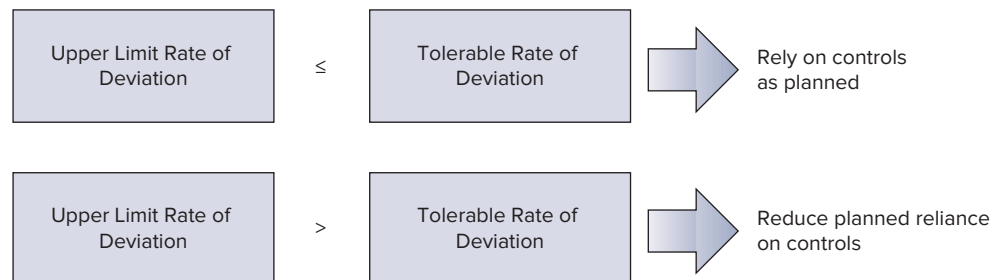 Upper Limit Rate of
Deviation
≤
Tolerable Rate of
Deviation
Rely on controls
as planned
Upper Limit Rate of
Deviation
>
Tolerable Rate of
Deviation
Reduce planned reliance
on controls